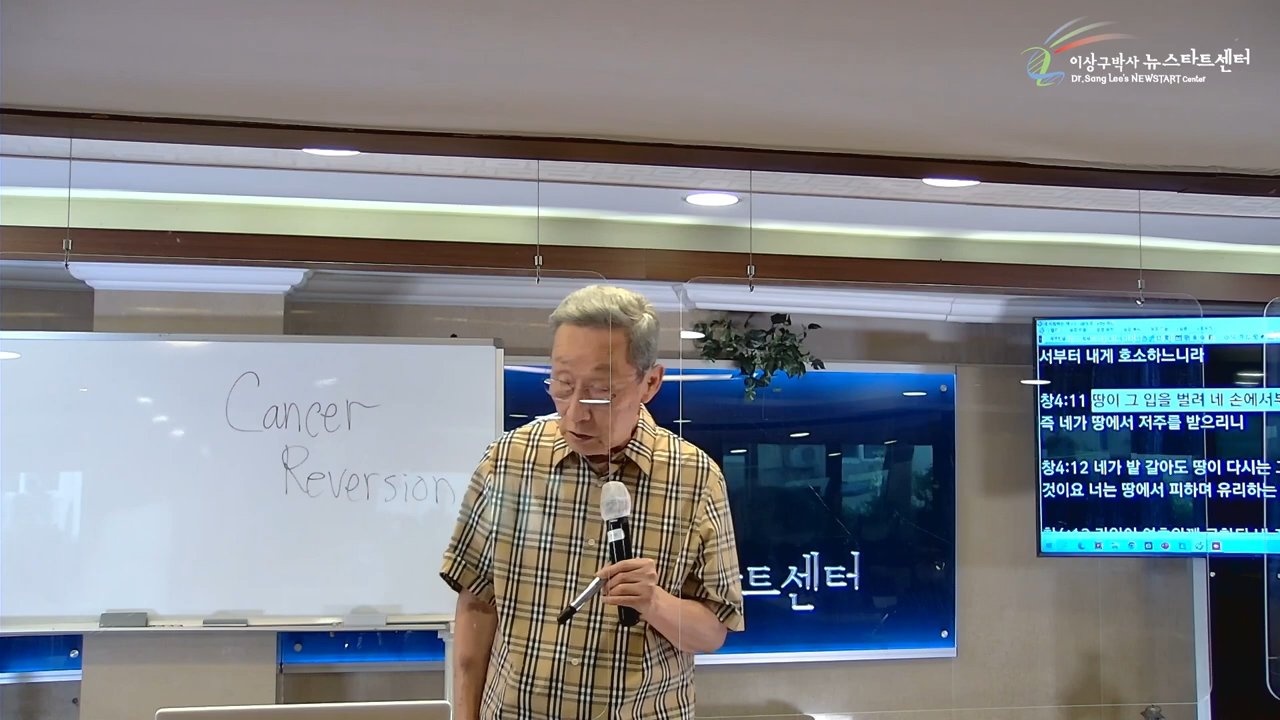 이상구박사 뉴스타트센터
Dr. Sang Lee's NEWSTART Center
Cancer
Reversion
서부터 내게 호소하느니라
창4:11 땅이 그 입을 벌려 네 손에서부
즉 네가 땅에서 저주를 받으리니
창4:12 네가 밭 갈아도 땅이 다시는 그
것이요 너는 땅에서 피하며 유리하는
타트센터